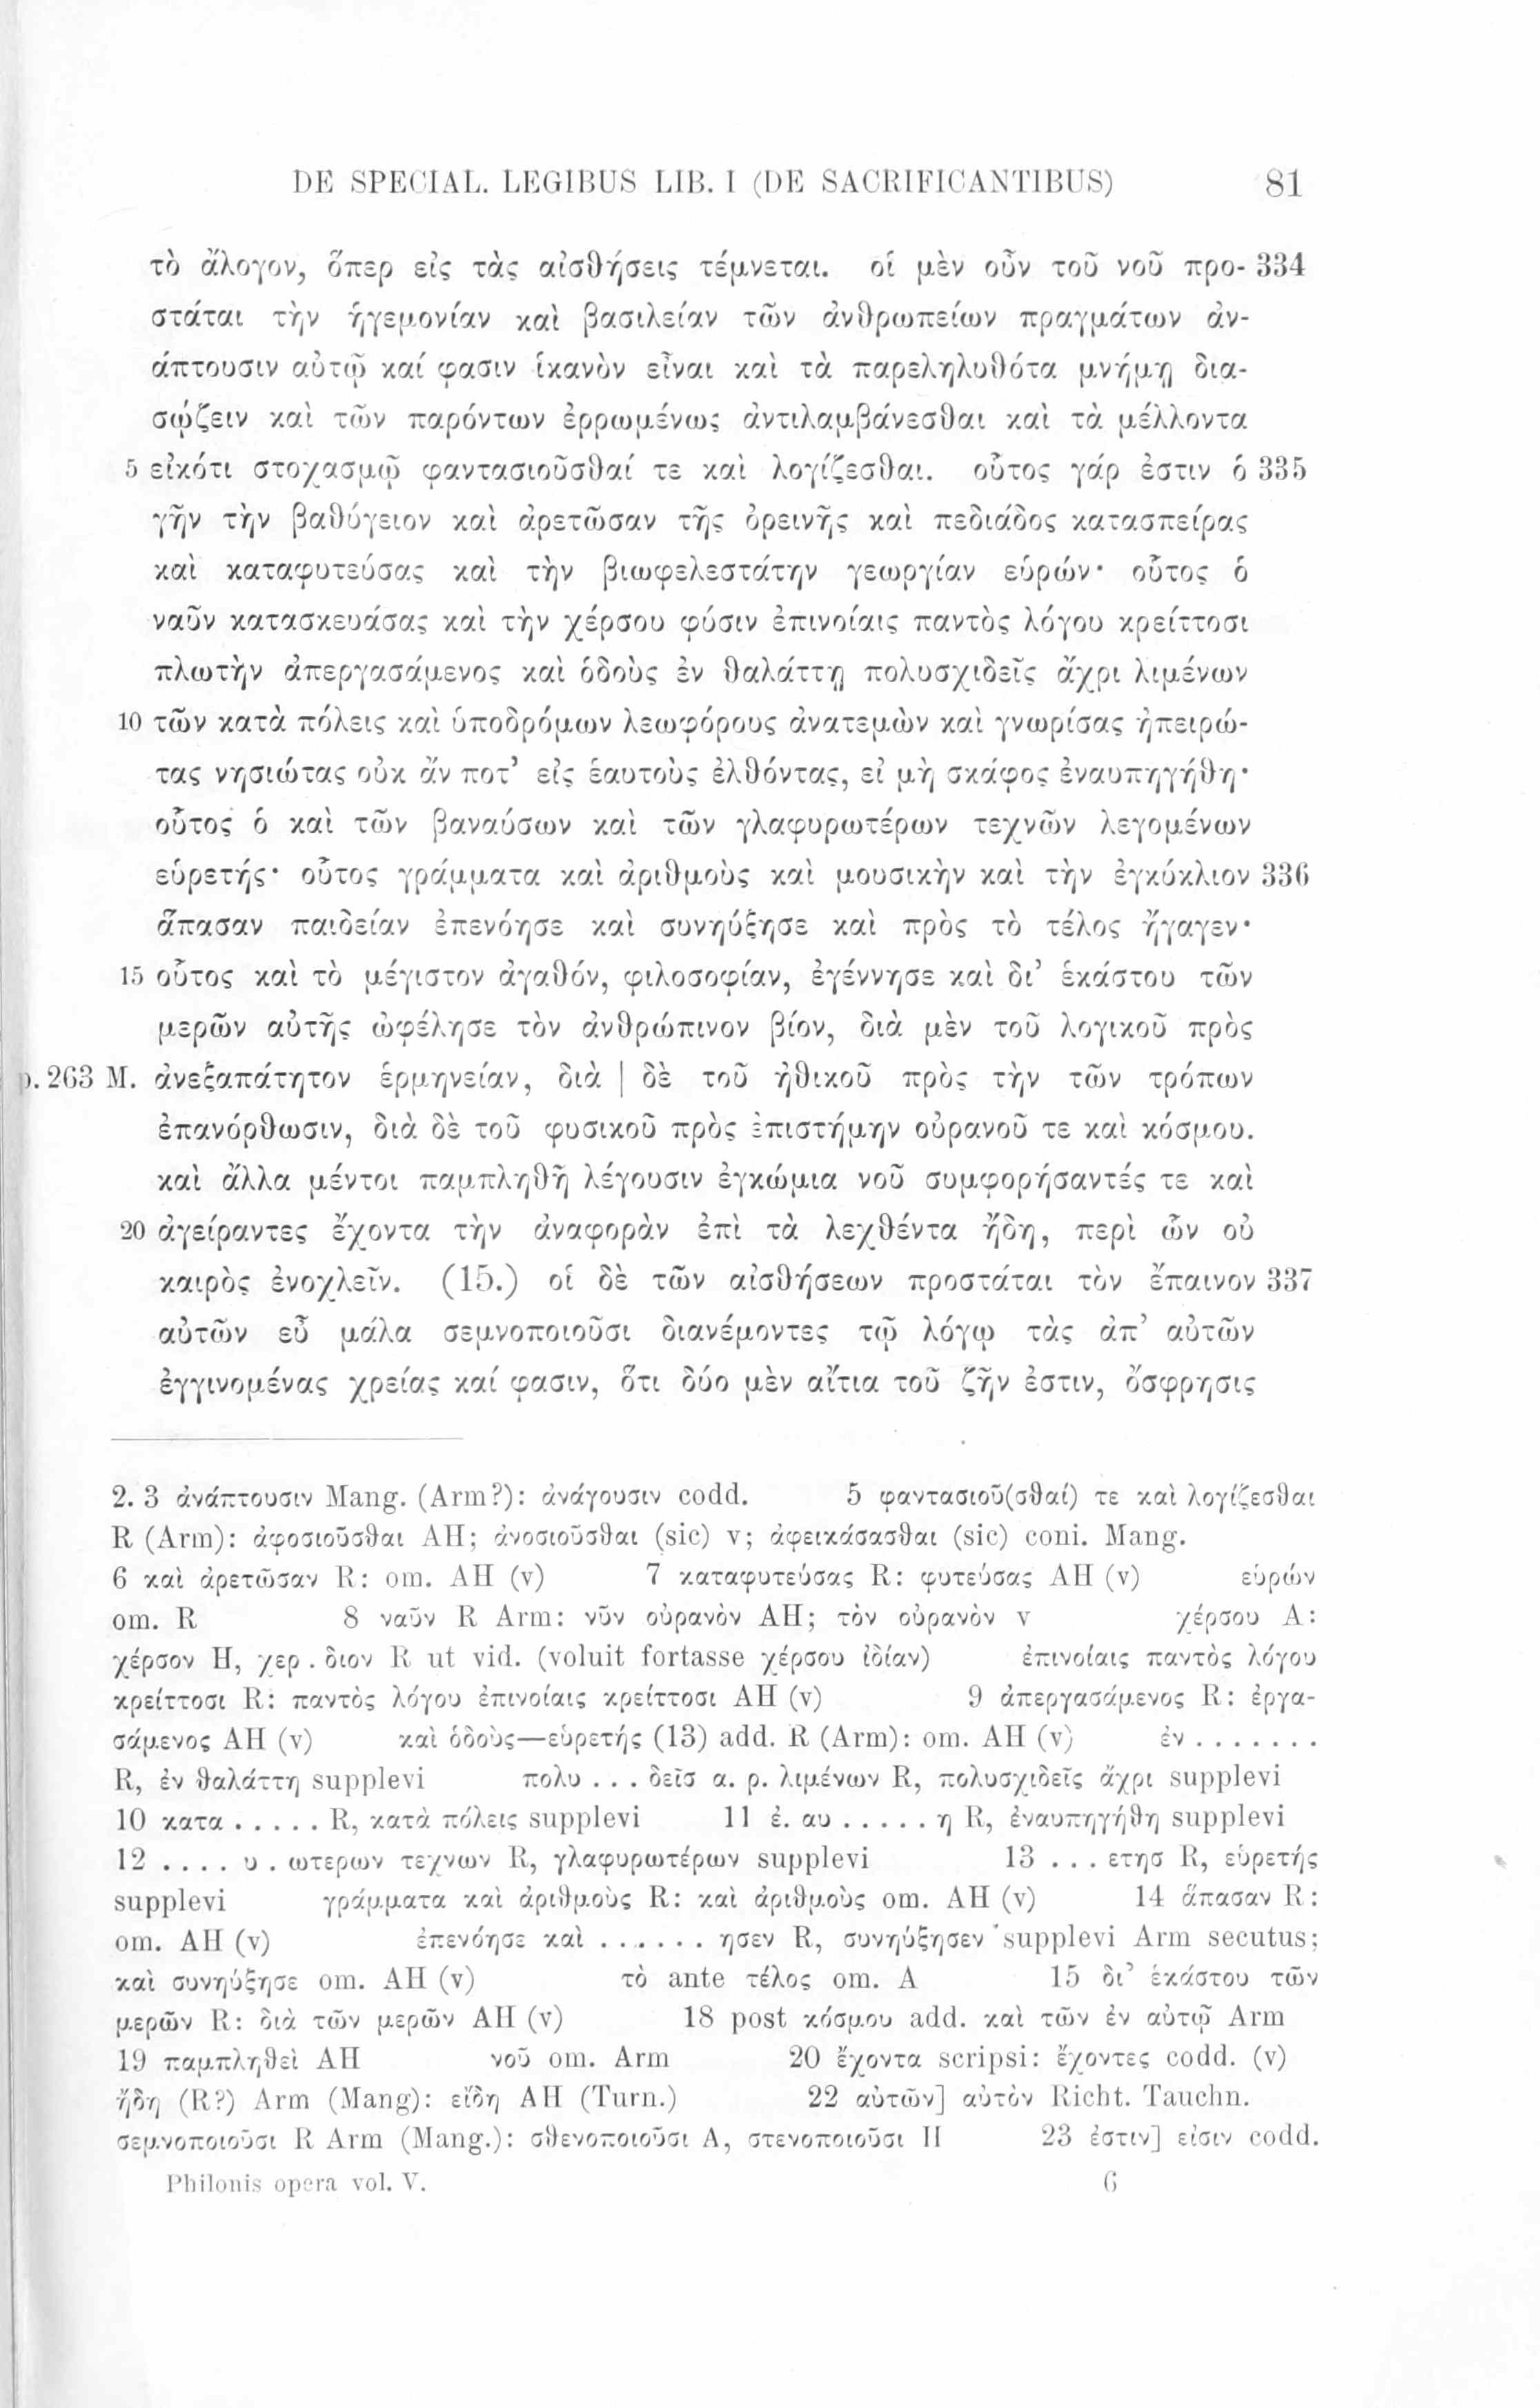 DE SPECIAL. LEGIBUS LIB. I (DE SACRIFICANTIBUS) 81
τὸ ἄλογον, ὅπερ εἰς τὰς αἰσθήσεις τέμνεται. οἱ μὲν οὖν τοῦ νοῦ προ- 334
στάται τὴν ἡγεμονίαν καὶ βασιλείαν τῶν ἀνθρωπείων πραγμάτων ἀν-
άπτουσιν αὐτῷ καί φασιν ἱκανὸν εἶναι καὶ τὰ παρεληλυθότα μνήμῃ δια-
σῴζειν καὶ τῶν παρόντων ἐρρωμένως ἀντιλαμβάνεσθαι καὶ τὰ μέλλοντα
5 εἰκότι στοχασμῷ φαντασιοῦσθαί τε καὶ λογίζεσθαι. οὗτος γάρ ἐστιν ὁ 335
γῆν τὴν βαθύγειον καὶ ἀρετῶσαν τῆς ὀρεινῆς καὶ πεδιάδος κατασπείρας
καὶ καταφυτεύσας καὶ τὴν βιωφελεστάτην γεωργίαν εὑρών· οὗτος ὁ
ναῦν κατασκευάσας καὶ τὴν χέρσου φύσιν ἐπινοίαις παντὸς λόγου κρείττοσι
πλωτὴν ἀπεργασάμενος καὶ ὁδοὺς ἐν θαλάττῃ πολυσχιδεῖς ἄχρι λιμένων
10 τῶν κατὰ πόλεις καὶ ὑποδρόμων λεωφόρους ἀνατεμὼν καὶ γνωρίσας ἠπειρώ-
τας νησιώτας οὐκ ἄν ποτ’ εἰς ἑαυτοὺς ἐλθόντας, εἰ μὴ σκάφος ἐναυπηγήθη·
οὗτος ὁ καὶ τῶν βαναύσων καὶ τῶν γλαφυρωτέρων τεχνῶν λεγομένων
εὑρετής· οὗτος γράμματα καὶ ἀριθμοὺς καὶ μουσικὴν καὶ τὴν ἐγκύκλιον 336
ἅπασαν παιδείαν ἐπενόησε καὶ συνηύξησε καὶ πρὸς τὸ τέλος ἤγαγεν·
15 οὗτος καὶ τὸ μέγιστον ἀγαθόν, φιλοσοφίαν, ἐγέννησε καὶ δι’ ἑκάστου τῶν
μερῶν αὐτῆς ὠφέλησε τὸν ἀνθρώπινον βίον, διὰ μὲν τοῦ λογικοῦ πρὸς
p. 263 M. ἀνεξαπάτητον ἑρμηνείαν, διὰ | δὲ τοῦ ἠθικοῦ πρὸς τὴν τῶν τρόπων
ἐπανόρθωσιν, διὰ δὲ τοῦ φυσικοῦ πρὸς ἐπιστήμην οὐρανοῦ τε καὶ κόσμου.
καὶ ἄλλα μέντοι παμπληθῆ λέγουσιν ἐγκώμια νοῦ συμφορήσαντές τε καὶ
20 ἀγείραντες ἔχοντα τὴν ἀναφορὰν ἐπὶ τὰ λεχθέντα ἤδη, περὶ ὧν οὐ
καιρὸς ἐνοχλεῖν. (15.) οἱ δὲ τῶν αἰσθήσεων προστάται τὸν ἔπαινον 337
αὐτῶν εὖ μάλα σεμνοποιοῦσι διανέμοντες τῷ λόγῳ τὰς ἀπ’ αὐτῶν
ἐγγινομένας χρείας καί φασιν, ὅτι δύο μὲν αἴτια τοῦ ζῆν ἐστιν, ὄσφρησις
2. 3 ἀνάπτουσιν Mang. (Arm?): ἀνάγουσιν codd. 5 φαντασιοῦ(σθαί) τε καὶ λογίζεσθαι
R (Arm): ἀφοσιοῦσθαι AH; ἀνοσιοῦσθαι (sic) v; ἀφεικάσασθαι (sic) coni. Mang.
6 καὶ ἀρετῶσαν R: om. AH (v) 7 καταφυτεύσας R: φυτεύσας AH (v) εὑρών
om. R 8 ναῦν R Arm: νῦν οὐρανὸν AH; τὸν οὐρανὸν v χέρσου A:
χέρσον H, χερ . διον R ut vid. (voluit fortasse χέρσου ἰδίαν) ἐπινοίαις παντὸς λόγου
κρείττοσι R: παντὸς λόγου ἐπινοίαις κρείττοσι AH (v) 9 ἀπεργασάμενος R: ἐργα-
σάμενος AH (v) καὶ ὁδοὺς—εὑρετής (13) add. R (Arm): om. AH (v) ἐν . . . . . . .
R, ἐν θαλάττῃ supplevi πολυ . . . δεῖσ α. ρ. λιμένων R, πολυσχιδεῖς ἄχρι supplevi
10 κατα . . . . . R, κατὰ πόλεις supplevi 11 ἐ. αυ . . . . . η R, ἐναυπηγήθη supplevi
12 . . . . υ . ωτερων τεχνων R, γλαφυρωτέρων supplevi 13 . . . ετησ R, εὑρετής
supplevi γράμματα καὶ ἀριθμοὺς R: καὶ ἀριθμοὺς om. AH (v) 14 ἅπασαν R:
om. AH (v) ἐπενόησε καὶ . . . . . . ησεν R, συνηύξησεν supplevi Arm secutus;
καὶ συνηύξησε om. AH (v) τὸ ante τέλος om. A 15 δι’ ἑκάστου τῶν
μερῶν R: διὰ τῶν μερῶν AH (v) 18 post κόσμου add. καὶ τῶν ἐν αὐτῷ Arm
19 παμπληθεὶ AH νοῦ om. Arm 20 ἔχοντα scripsi: ἔχοντες codd. (v)
ἤδη (R?) Arm (Mang): εἴδη AH (Turn.) 22 αὐτῶν] αὐτὸν Richt. Tauchn.
σεμνοποιοῦσι R Arm (Mang.): σθενοποιοῦσι A, στενοποιοῦσι H 23 ἐστιν] εἰσιν codd.
Philonis opera vol. V. 6